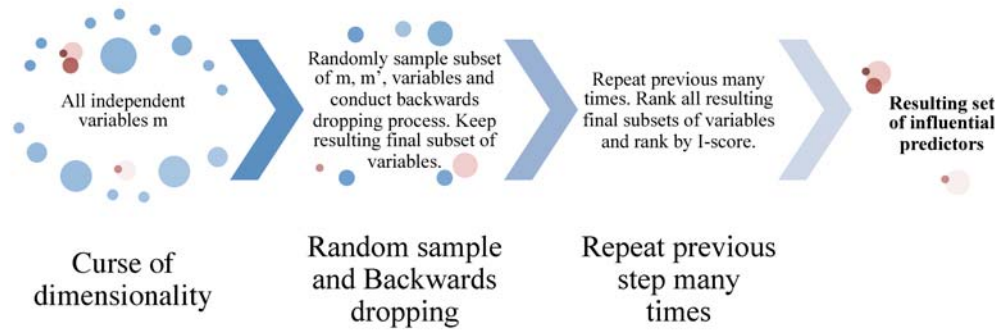 All independent
variables m
Randomly sample subset
of m, m’, variables and
conduct backwards
dropping process. Keep
resulting final subset of
variables.
Repeat previous many
times. Rank all resulting
final subsets of variables
and rank by I-score.
Resulting set
of influential
predictors
Curse of
dimensionality
Random sample
and Backwards
dropping
Repeat previous
step many
times